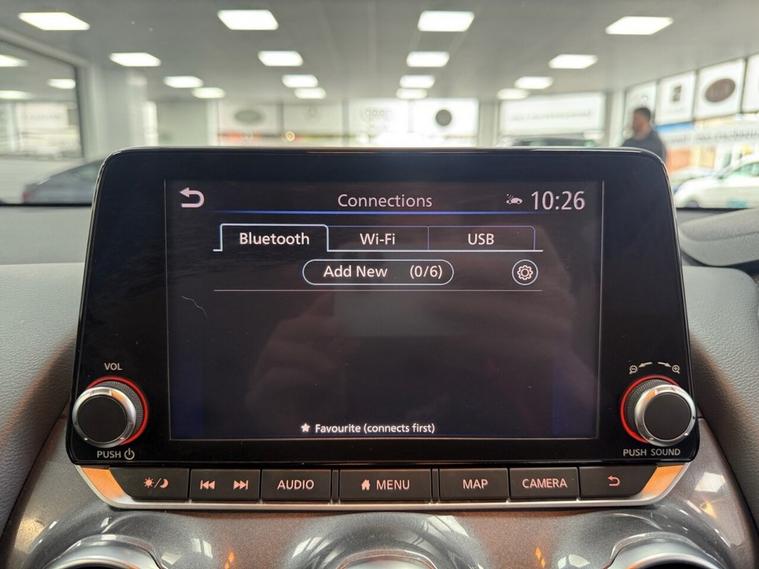 Connections 10:26
Bluetooth Wi-Fi USB
Add New (0/6)
★ Favourite (connects first)
VOL
PUSH
PUSH SOUND
AUDIO
MENU
MAP
CAMERA